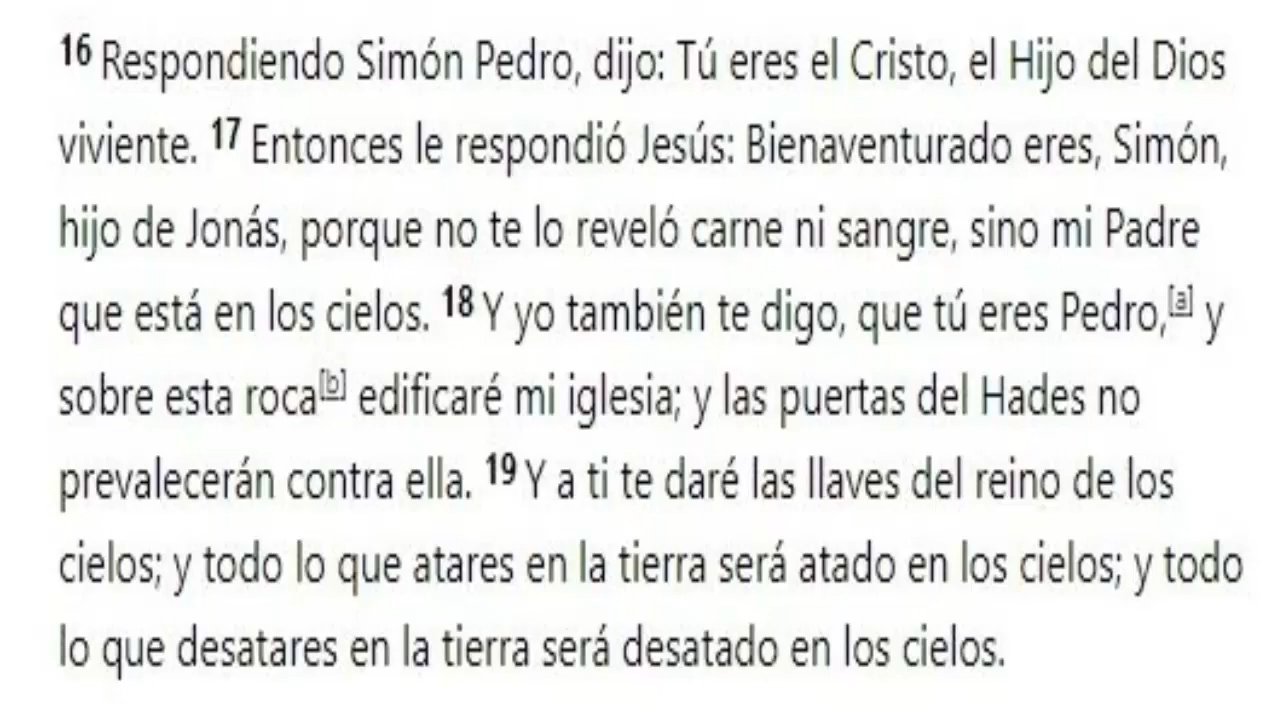 16 Respondiendo Simón Pedro, dijo: Tú eres el Cristo, el Hijo del Dios
viviente. 17 Entonces le respondió Jesús: Bienaventurado eres, Simón,
hijo de Jonás, porque no te lo reveló carne ni sangre, sino mi Padre
que está en los cielos. 18 Y yo también te digo, que tú eres Pedro,[a] y
sobre esta roca[b] edificaré mi iglesia; y las puertas del Hades no
prevalecerán contra ella. 19 Y a ti te daré las llaves del reino de los
cielos; y todo lo que atares en la tierra será atado en los cielos; y todo
lo que desatares en la tierra será desatado en los cielos.